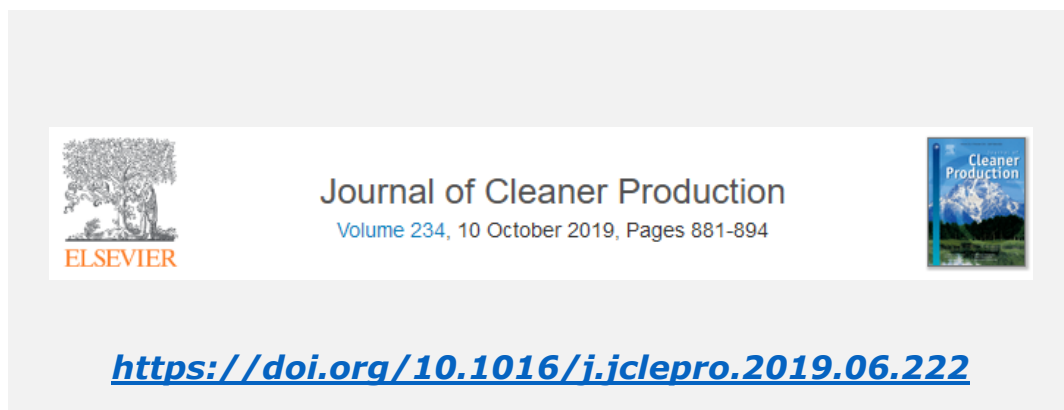 Journal of Cleaner Production
Volume 234, 10 October 2019, Pages 881-894
ELSEVIER
Cleaner
Production
https://doi.org/10.1016/j.jclepro.2019.06.222